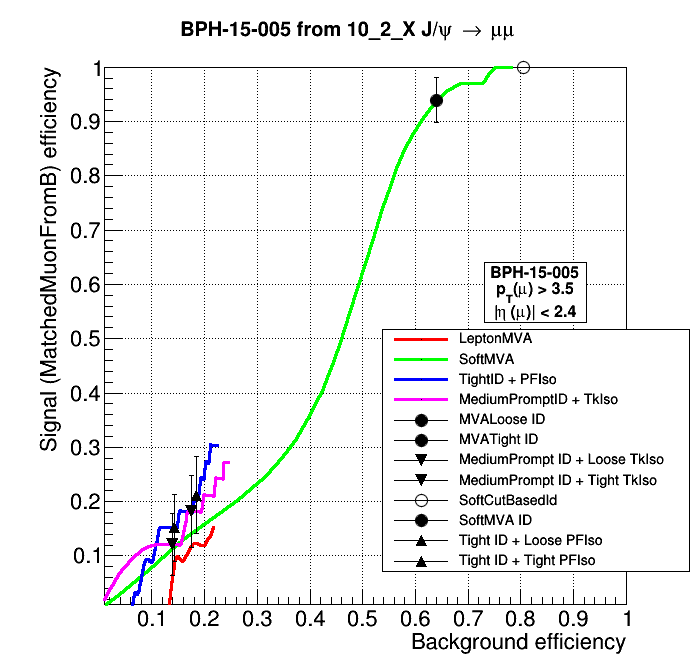 BPH-15-005 from 10_2_X J/ψ → μμ
Signal (MatchedMuonFromB) efficiency
1
0.9
0.8
0.7
0.6
0.5
0.4
0.3
0.2
0.1
BPH-15-005
p_T(μ) > 3.5
|η (μ)| < 2.4
LeptonMVA
SoftMVA
TightID + PFIso
MediumPromptID + TkIso
MVALoose ID
MVATight ID
MediumPrompt ID + Loose TkIso
MediumPrompt ID + Tight TkIso
SoftCutBasedId
SoftMVA ID
Tight ID + Loose PFIso
Tight ID + Tight PFIso
0.1 0.2 0.3 0.4 0.5 0.6 0.7 0.8 0.9 1
Background efficiency